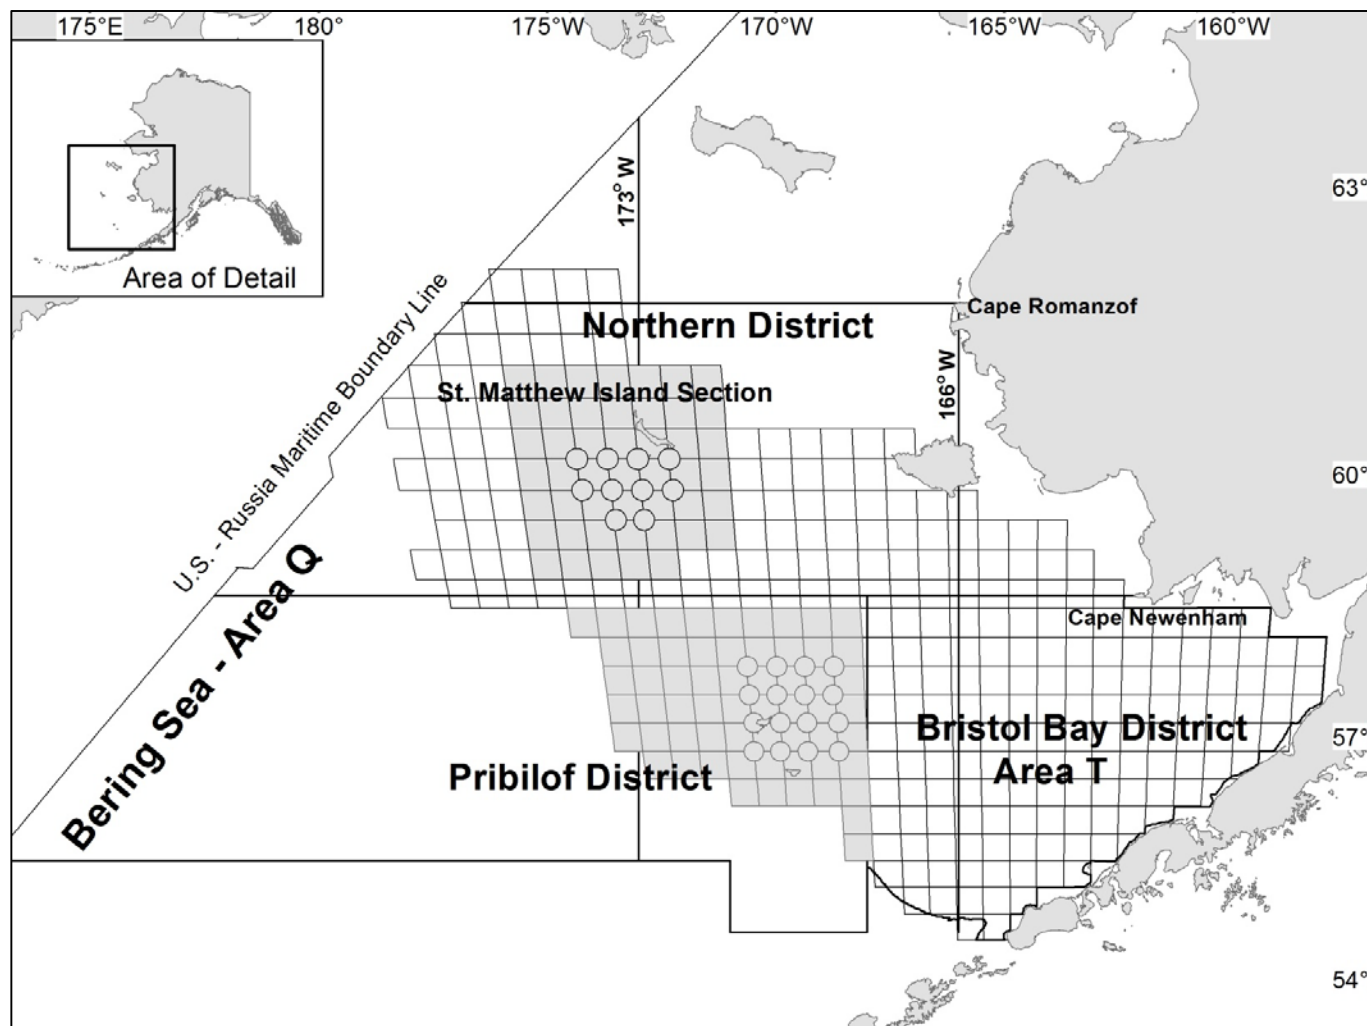 175°E
180°
175°W
170°W
165°W
160°W
Area of Detail
173° W
63°
U.S. - Russia Maritime Boundary Line
Cape Romanzof
Northern District
166° W
St. Matthew Island Section
60°
Bering Sea - Area Q
Cape Newenham
Bristol Bay District
Area T
57°
Pribilof District
54°